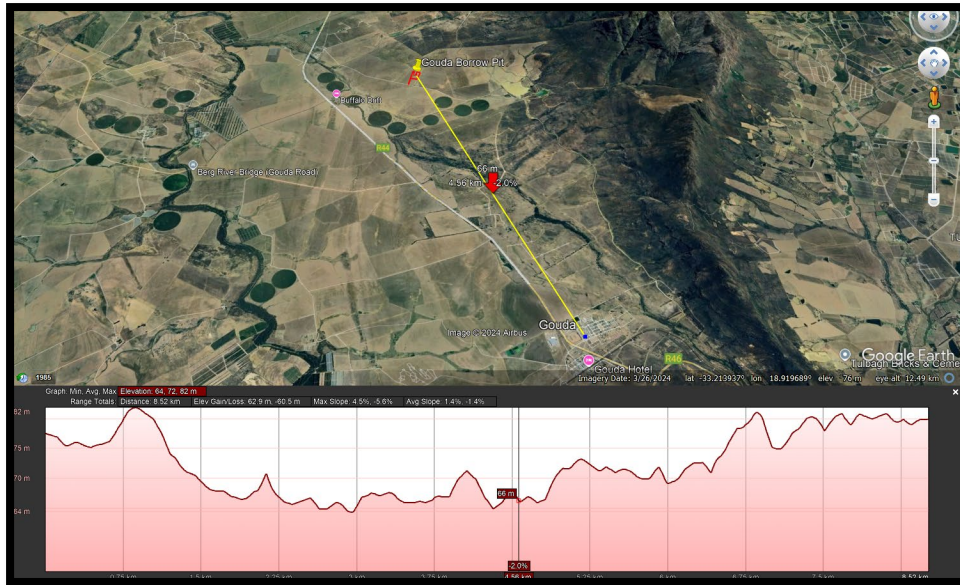 Gouda Borrow Pit
Buffalo Don
R44
66 m
Berg River Bridge (Gouda Road)
4.56 km -2.0%
Gouda
Image © 2024 Airbus
R46
Google Earth
Gouda Hotel
Tulbagh Bricks & Ceme
1985
Imagery Date: 3/26/2024 lat -33.213937° lon 18.919689° elev 76 m eye alt 12.49 km
Graph: Min, Avg, Max Elevation: 64, 72, 82 m
Range Totals: Distance: 8.52 km Elev Gain/Loss: 62.9 m, -60.5 m Max Slope: 4.5%, -5.6% Avg Slope: 1.4%, -1.4%
82 m
75 m
70 m
66 m
64 m
-2.0%
0.75 km 1.5 km 2.25 km 3 km 3.75 km 4.56 km 5.25 km 6 km 6.75 km 7.5 km 8.52 km